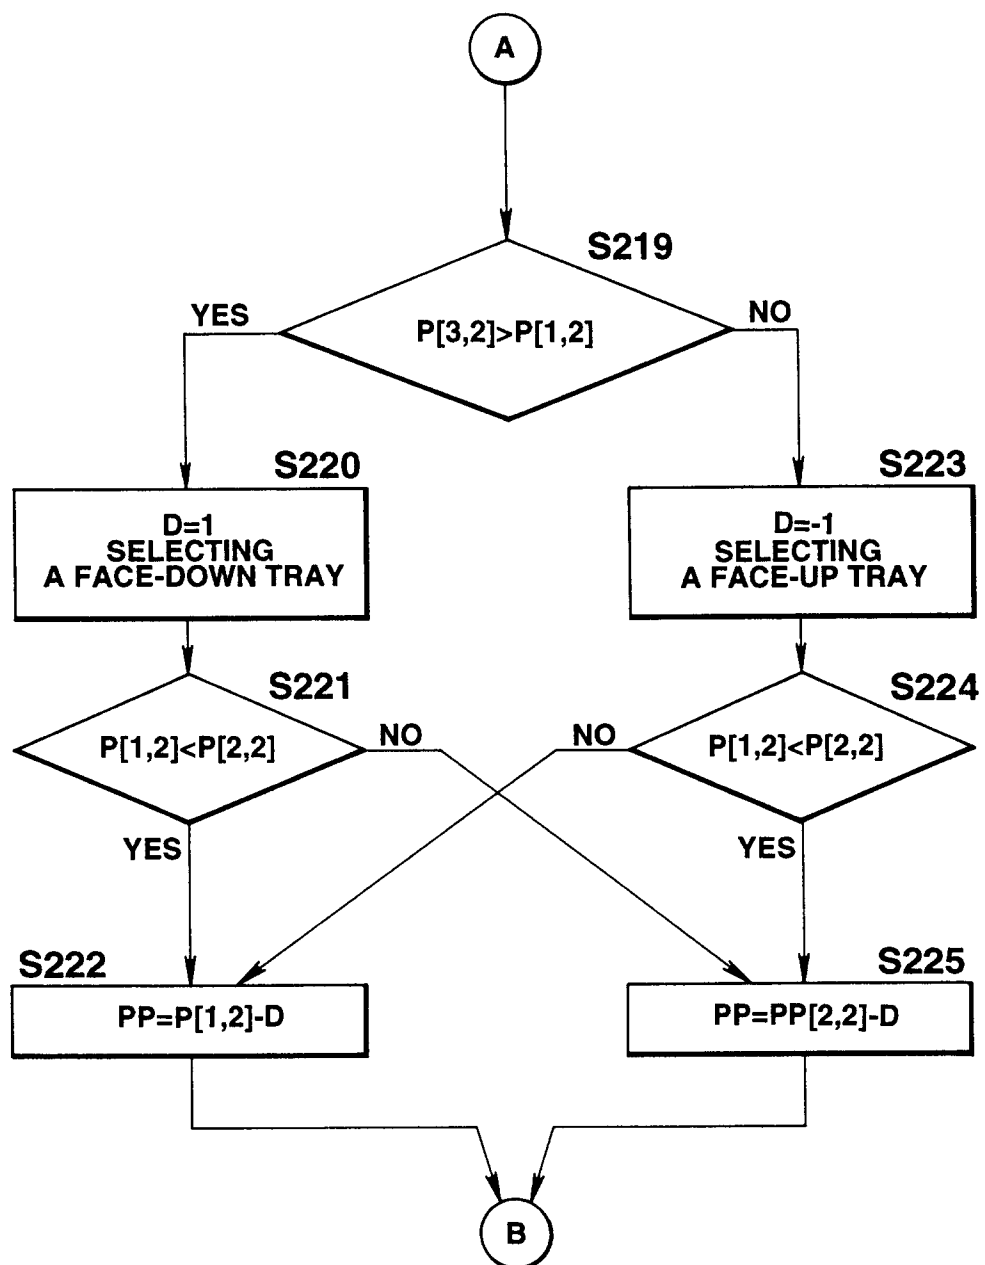 A
S219
YES
P[3,2]>P[1,2]
NO
S220
D=1
SELECTING
A FACE-DOWN TRAY
S223
D=-1
SELECTING
A FACE-UP TRAY
S221
P[1,2]<P[2,2]
NO
YES
S224
NO
P[1,2]<P[2,2]
YES
S222
PP=P[1,2]-D
S225
PP=PP[2,2]-D
B